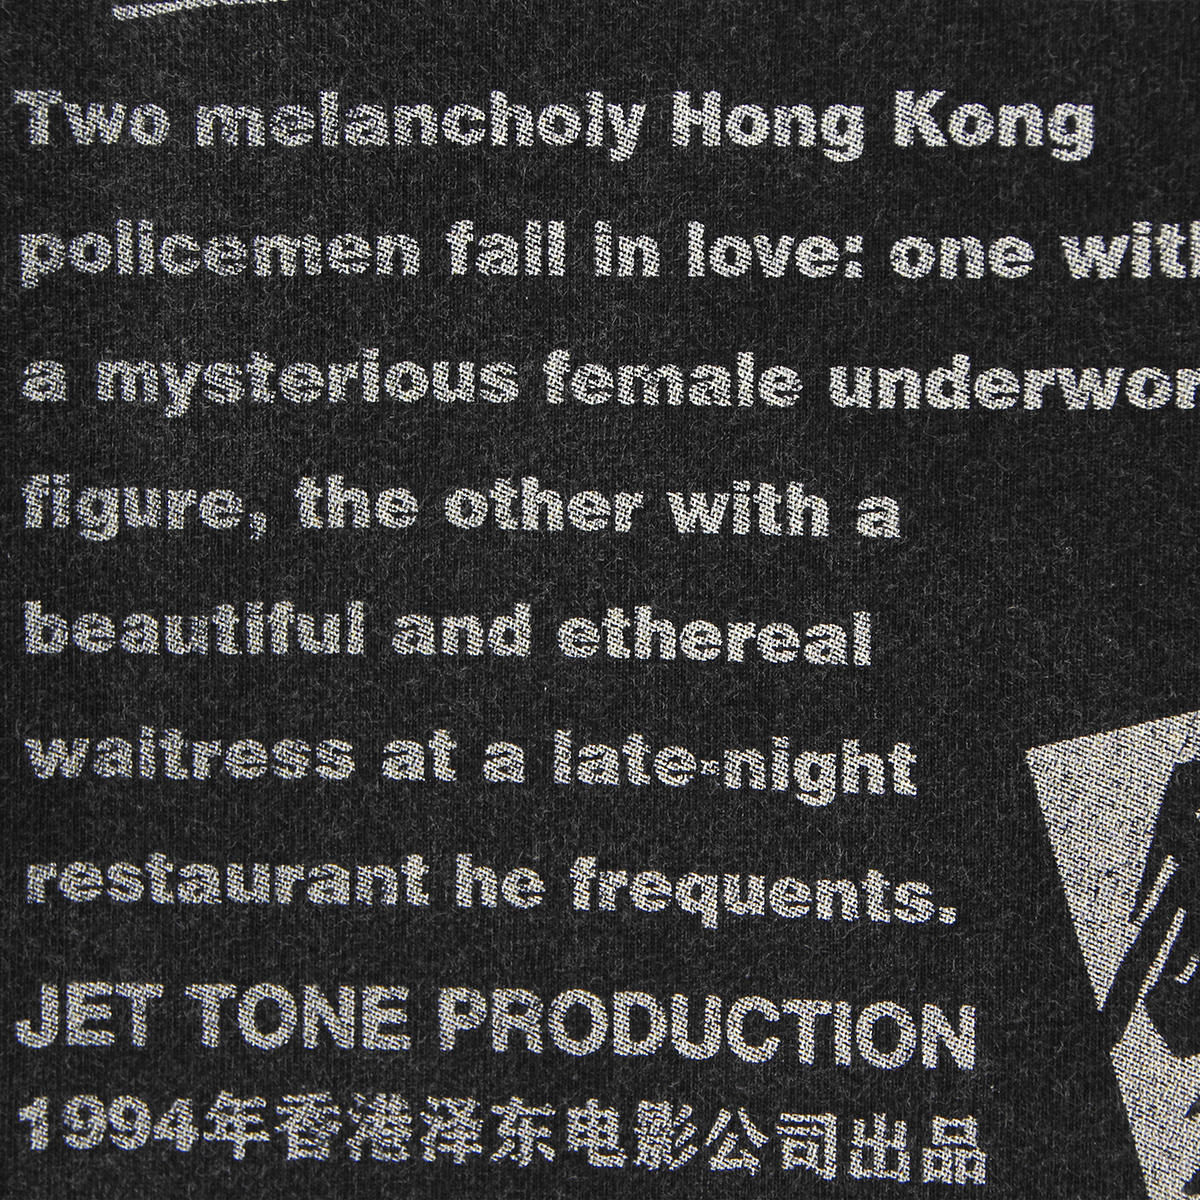 Two melancholy Hong Kong
policemen fall in love: one with
a mysterious female underwor
figure, the other with a
beautiful and ethereal
waitress at a late-night
restaurant he frequents.
JET TONE PRODUCTION
1994年香港泽东电影公司出品